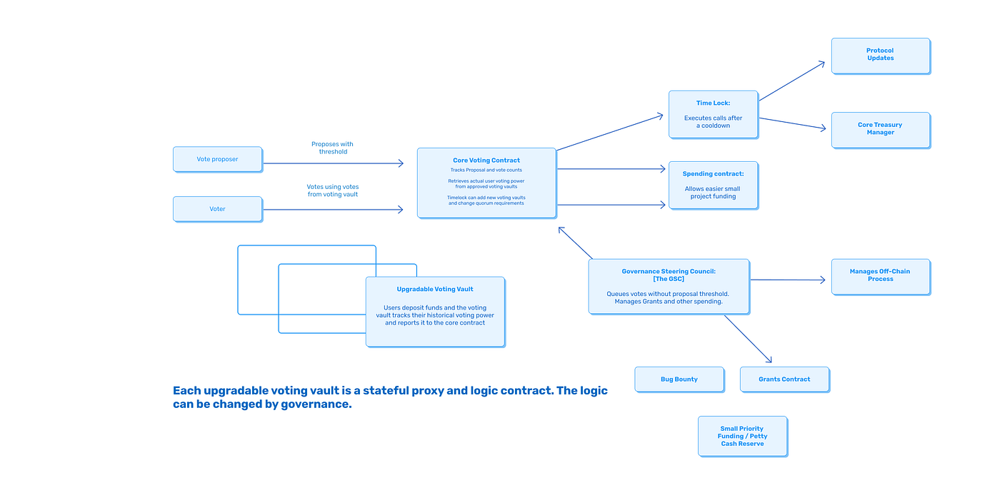 Protocol
Updates
Time Lock:
Executes calls after
a cooldown
Core Treasury
Manager
Proposes with
threshold
Vote proposer
Core Voting Contract
Tracks Proposal and vote counts
Retrieves actual user voting power
from approved voting vaults
Timelock can add new voting vaults
and change quorum requirements
Spending contract:
Allows easier small
project funding
Votes using votes
from voting vault
Voter
Governance Steering Council:
[The GSC]
Queues votes without proposal threshold.
Manages Grants and other spending.
Manages Off-Chain
Process
Upgradable Voting Vault
Users deposit funds and the voting
vault tracks their historical voting power
and reports it to the core contract
Bug Bounty
Grants Contract
Each upgradable voting vault is a stateful proxy and logic contract. The logic
can be changed by governance.
Small Priority
Funding / Petty
Cash Reserve